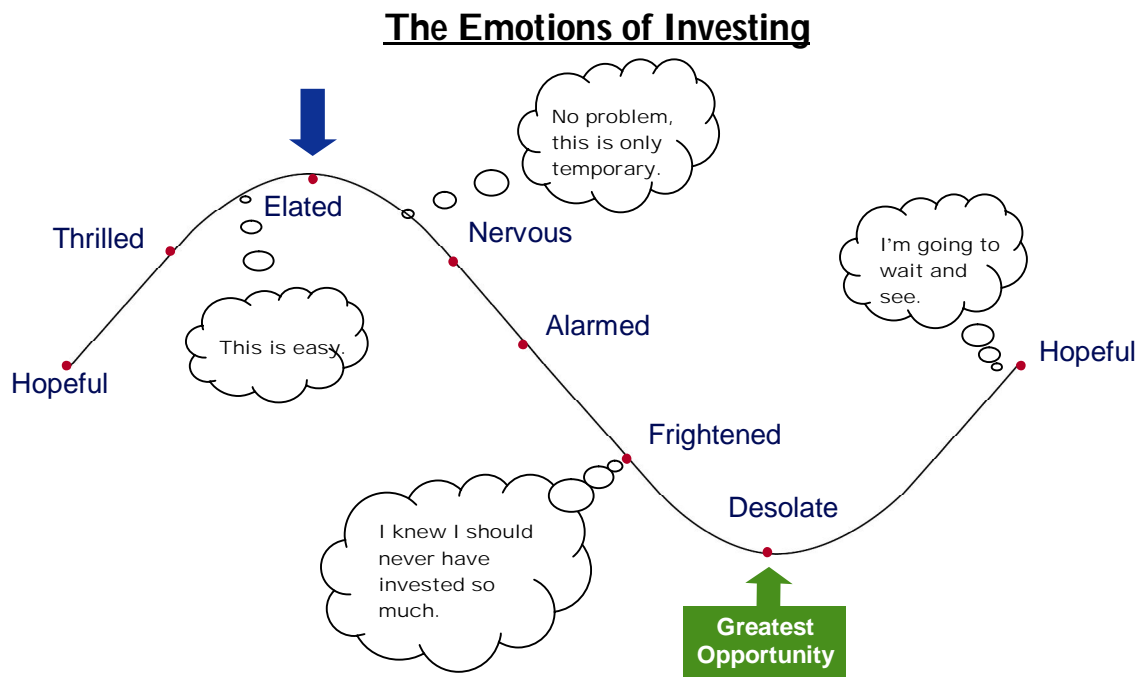 The Emotions of Investing
No problem,
this is only
temporary.
Elated
Thrilled
Nervous
I'm going to
wait and
see.
This is easy.
Alarmed
Hopeful
Hopeful
Frightened
Desolate
I knew I should
never have
invested so
much.
Greatest
Opportunity